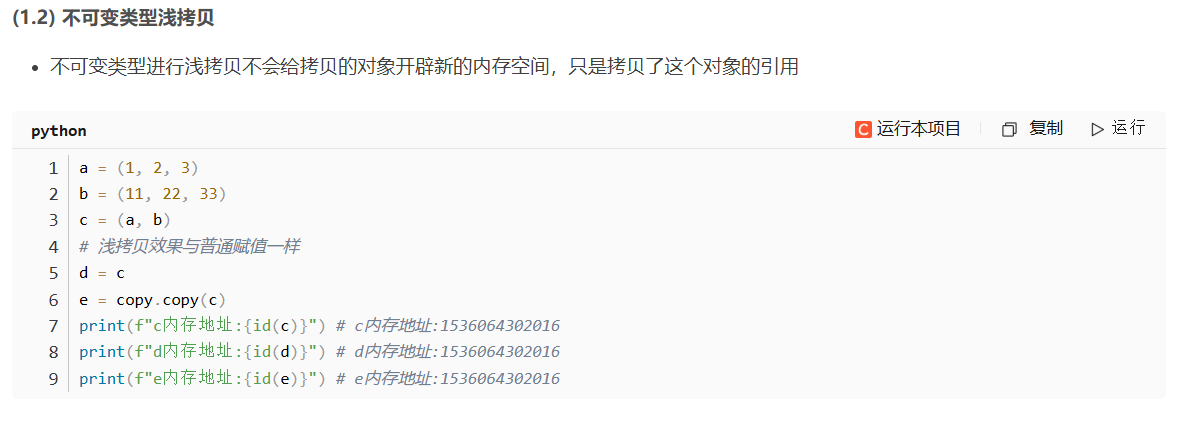 (1.2) 不可变类型浅拷贝
• 不可变类型进行浅拷贝不会给拷贝的对象开辟新的内存空间，只是拷贝了这个对象的引用
python C 运行本项目 复制 运行
1 a = (1, 2, 3)
2 b = (11, 22, 33)
3 c = (a, b)
4 # 浅拷贝效果与普通赋值一样
5 d = c
6 e = copy.copy(c)
7 print(f"c内存地址:{id(c)}") # c内存地址:1536064302016
8 print(f"d内存地址:{id(d)}") # d内存地址:1536064302016
9 print(f"e内存地址:{id(e)}") # e内存地址:1536064302016